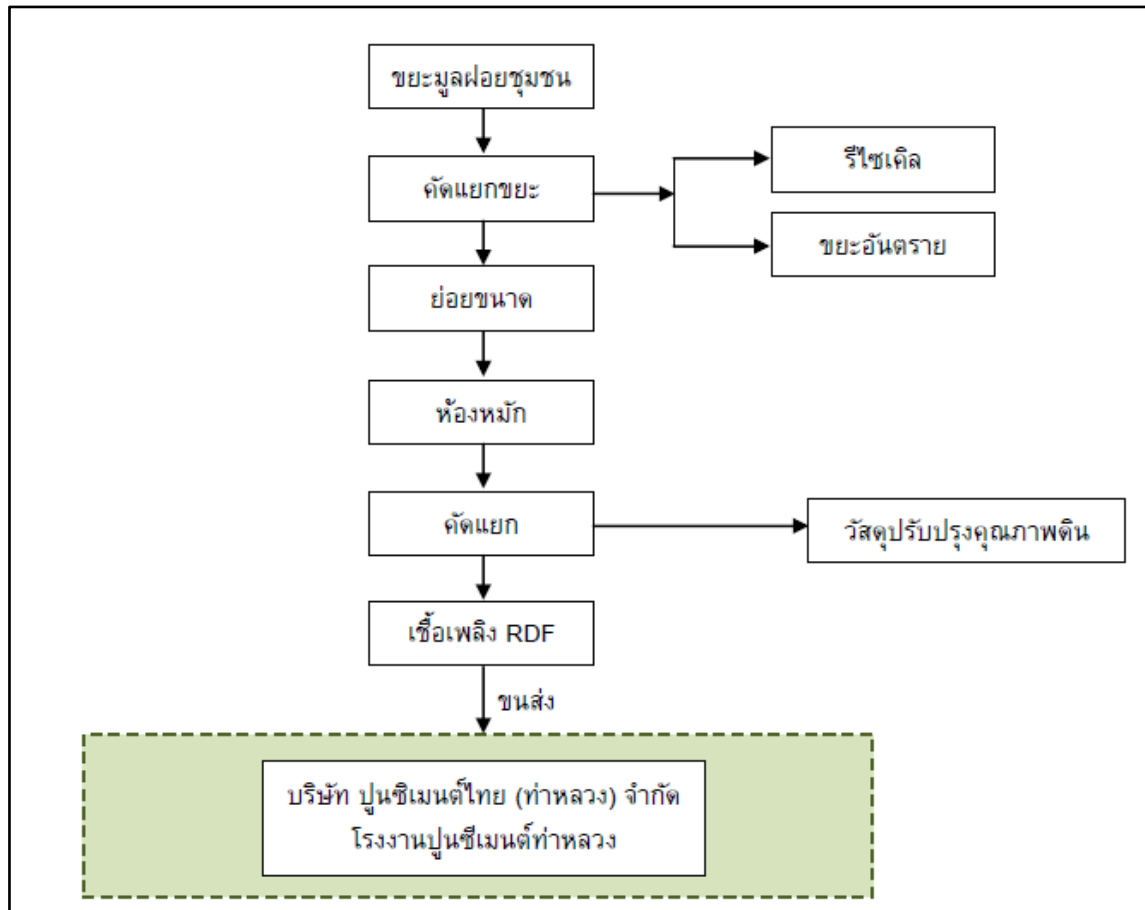 ขยะมูลฝอยชุมชน
คัดแยกขยะ
รีไซเคิล
ขยะอันตราย
ย่อยขนาด
ห้องหมัก
คัดแยก
วัสดุปรับปรุงคุณภาพดิน
เชื้อเพลิง RDF
ขนส่ง
บริษัท ปูนซิเมนต์ไทย (ท่าหลวง) จำกัด
โรงงานปูนซีเมนต์ท่าหลวง